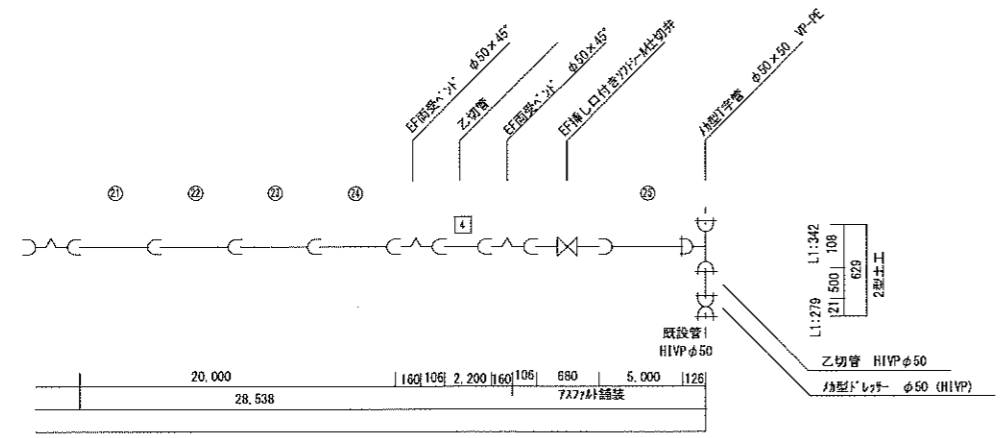 EF両受ベンド φ50×45°
乙切管
EF両受ベンド φ50×45°
EF挿し口付きソフトシール仕切弁
メカ型T字管 φ50×50 VP-PE
㉑ ㉒ ㉓ ㉔ ㉕
4
L1:342
108
500
629
2型土工
L1:279
21
既設管
HIVPφ50
乙切管 HIVPφ50
メカ型ドレッサー φ50 (HIVP)
20,000 160 106 2,200 160 106 680 5,000 126
28,538 アスファルト舗装